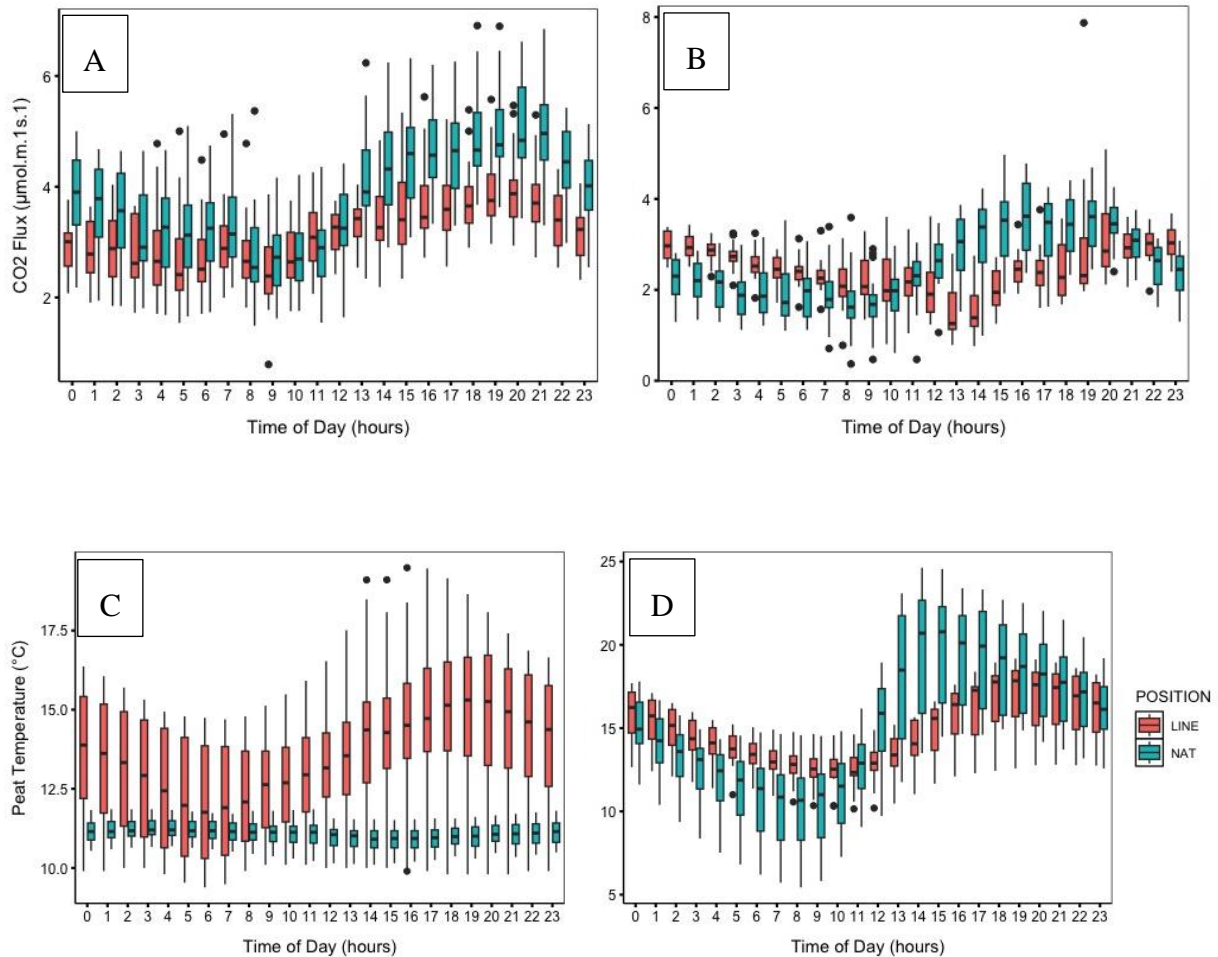 A
B
CO2 Flux (µmol.m.1s.1)
6
4
2
8
6
4
2
0
0 1 2 3 4 5 6 7 8 9 10 11 12 13 14 15 16 17 18 19 20 21 22 23
0 1 2 3 4 5 6 7 8 9 10 11 12 13 14 15 16 17 18 19 20 21 22 23
Time of Day (hours)
Time of Day (hours)
C
D
Peat Temperature (°C)
17.5
15.0
12.5
10.0
25
20
15
10
5
POSITION
LINE
NAT
0 1 2 3 4 5 6 7 8 9 10 11 12 13 14 15 16 17 18 19 20 21 22 23
0 1 2 3 4 5 6 7 8 9 10 11 12 13 14 15 16 17 18 19 20 21 22 23
Time of Day (hours)
Time of Day (hours)